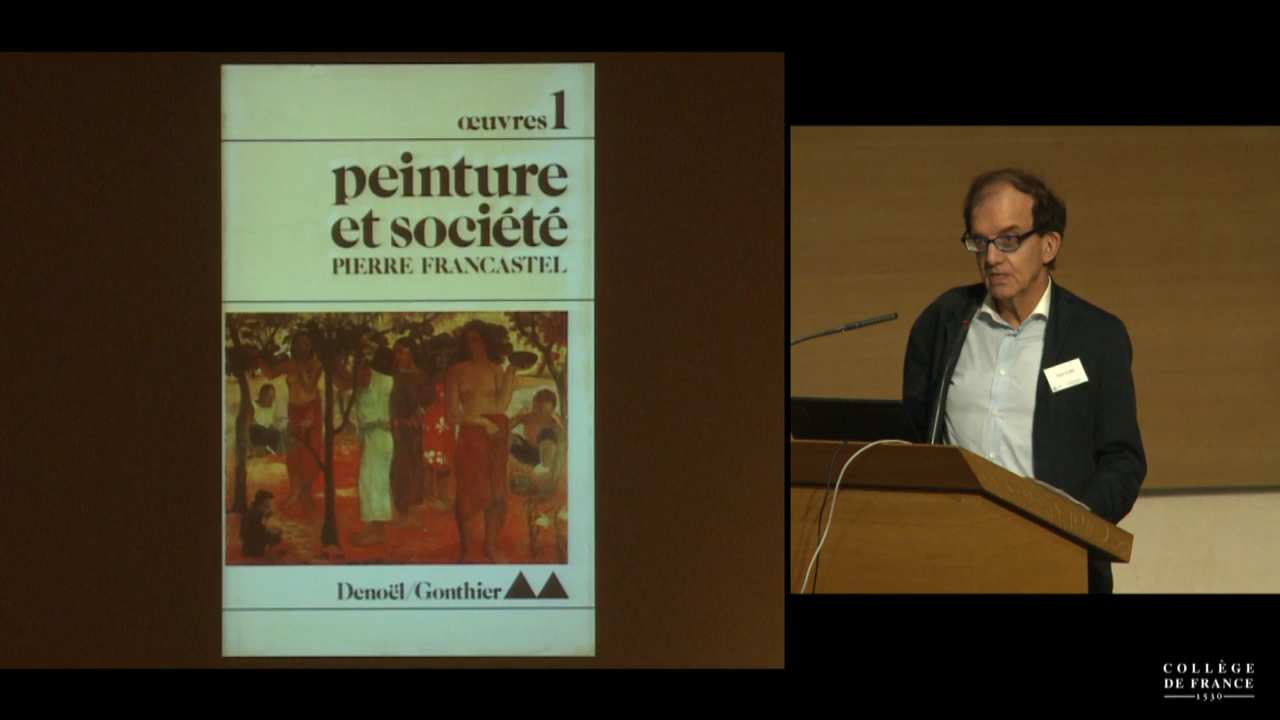 œuvres 1
peinture
et société
PIERRE FRANCASTEL
Denoël/Gonthier
COLLÈGE
DE FRANCE
1530